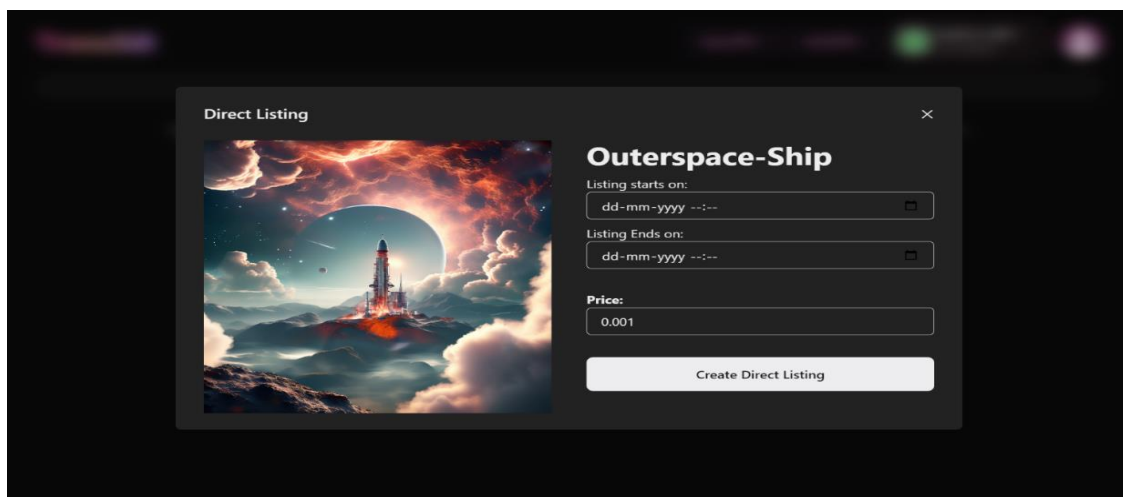 Direct Listing
×
Outerspace-Ship
Listing starts on:
dd-mm-yyyy --:--
Listing Ends on:
dd-mm-yyyy --:--
Price:
0.001
Create Direct Listing